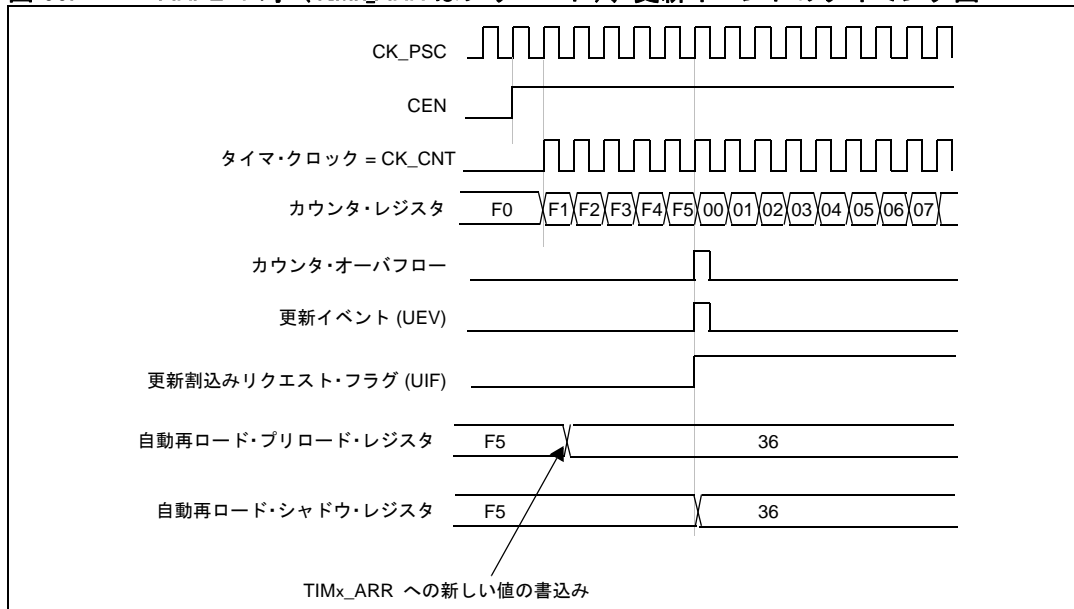 CK_PSC
CEN
タイマ・クロック = CK_CNT
カウンタ・レジスタ F0 F1 F2 F3 F4 F5 00 01 02 03 04 05 06 07
カウンタ・オーバフロー
更新イベント (UEV)
更新割込みリクエスト・フラグ (UIF)
自動再ロード・プリロード・レジスタ F5 36
自動再ロード・シャドウ・レジスタ F5 36
TIMx_ARR への新しい値の書込み